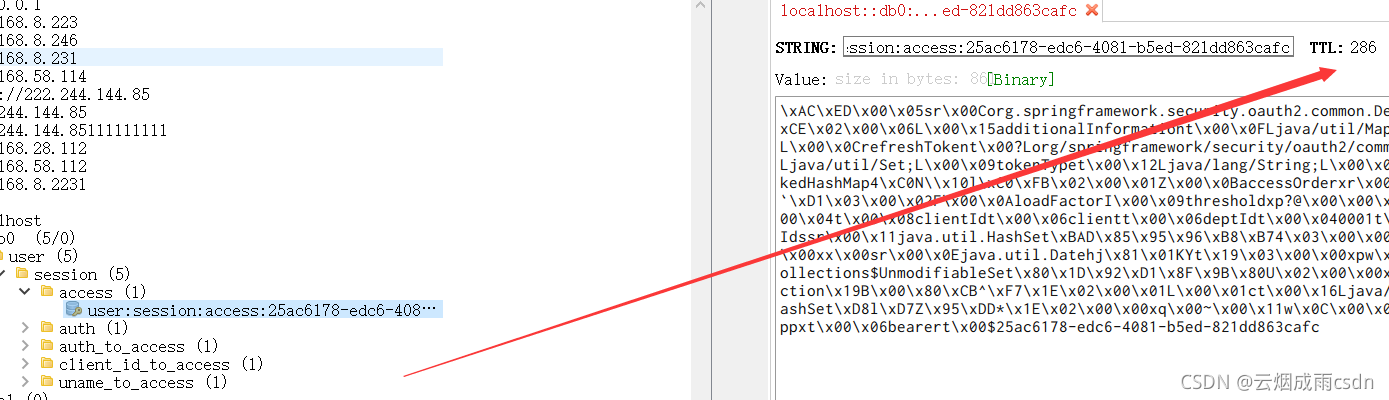 0.0.1
168.8.223
168.8.246
168.8.231
168.58.114
://222.244.144.85
244.144.85
244.144.85111111111
168.28.112
168.58.112
168.8.2231
lhost
(5/0)
user (5)
session (5)
access (1)
user:session:access:25ac6178-edc6-408…
auth (1)
auth_to_access (1)
client_id_to_access (1)
uname_to_access (1)
localhost::db0:...ed-821dd863cafc
STRING: ssion:access:25ac6178-edc6-4081-b5ed-821dd863cafc TTL: 286
Value: size in bytes: 86 [Binary]
\xAC\xED\x00\x05sr\x00Corg.springframework.security.oauth2.common.De
xCE\x02\x00\x06L\x00\x15additionalInformationt\x00\x0FLjava/util/Map
L\x00\x0CrefreshTokent\x00?Lorg/springframework/security/oauth2/comm
Ljava/util/Set;L\x00\x09tokenTypet\x00\x12Ljava/lang/String;L\x00\x0
kedHashMap4\xC0N\\x10l\xC0\xFB\x02\x00\x01Z\x00\x0BaccessOrderxr\x00
`\xD1\x03\x00\x02F\x00\x0AloadFactorI\x00\x09thresholdxp?@\x00\x00\x
00\x04t\x00\x08clientIdt\x00\x06clientt\x00\x06deptIdt\x00\x040001t\
Idssr\x00\x11java.util.HashSet\xBAD\x85\x95\x96\xB8\xB74\x03\x00\x00
\x00xx\x00sr\x00\x0Ejava.util.Datehj\x81\x01KYt\x19\x03\x00\x00xpw\x
ollections$UnmodifiableSet\x80\x1D\x92\xD1\x8F\x9B\x80U\x02\x00\x00x
ction\x19B\x00\x80\xCB^\xF7\x1E\x02\x00\x01L\x00\x01ct\x00\x16Ljava/
ashSet\xD8l\xD7Z\x95\xDD*\x1E\x02\x00\x00xq\x00~\x00\x11w\x0C\x00\x0
ppxt\x00\x06bearert\x00$25ac6178-edc6-4081-b5ed-821dd863cafc
CSDN @云烟成雨csdn